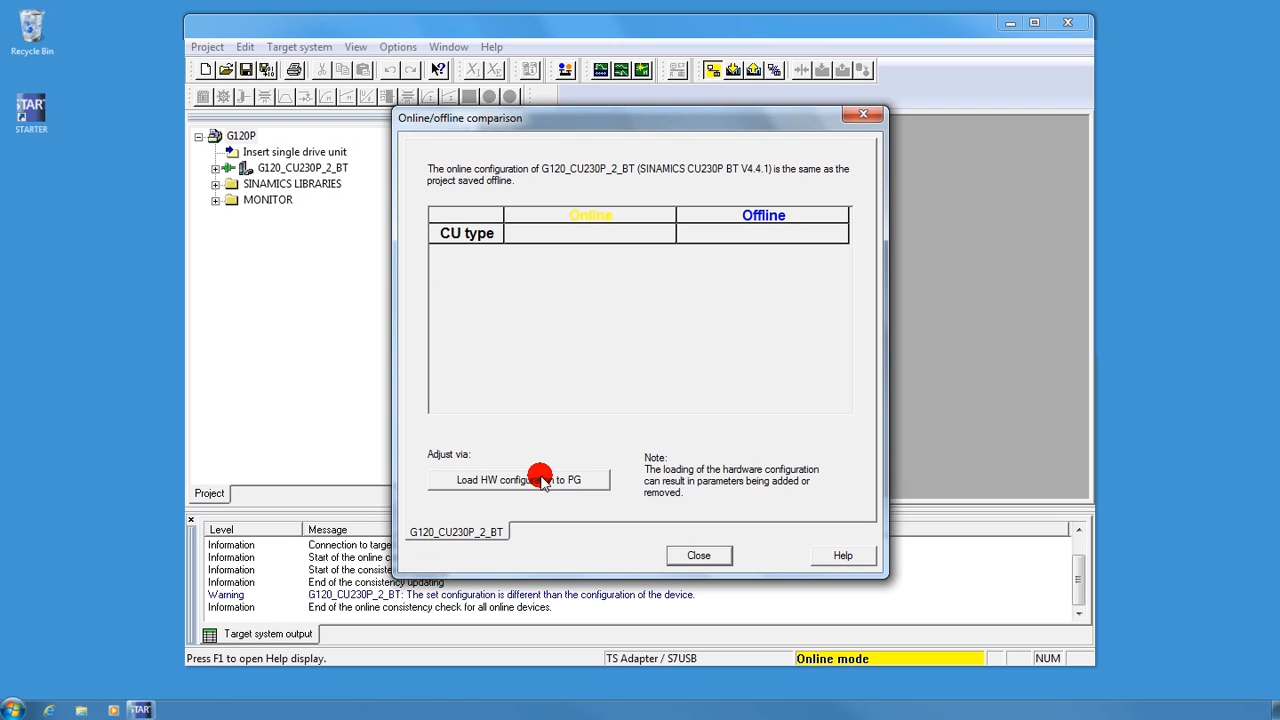 Recycle Bin
START
STARTER
Project Edit Target system View Options Window Help
G120P
Insert single drive unit
G120_CU230P_2_BT
SINAMICS LIBRARIES
MONITOR
Project
Online/offline comparison
The online configuration of G120_CU230P_2_BT (SINAMICS CU230P BT V4.4.1) is the same as the
project saved offline.
Online Offline
CU type
Adjust via:
Load HW to PG
Note:
The loading of the hardware configuration
can result in parameters being added or
removed.
G120_CU230P_2_BT
Close Help
Level Message
Information Connection to
Information Start of the online
Information Start of the
Information End of the consistency updating
Warning G120_CU230P_2_BT: The set configuration is different than the configuration of the device.
Information End of the online consistency check for all online devices.
Target system output
Press F1 to open Help display. TS Adapter / S7USB Online mode NUM